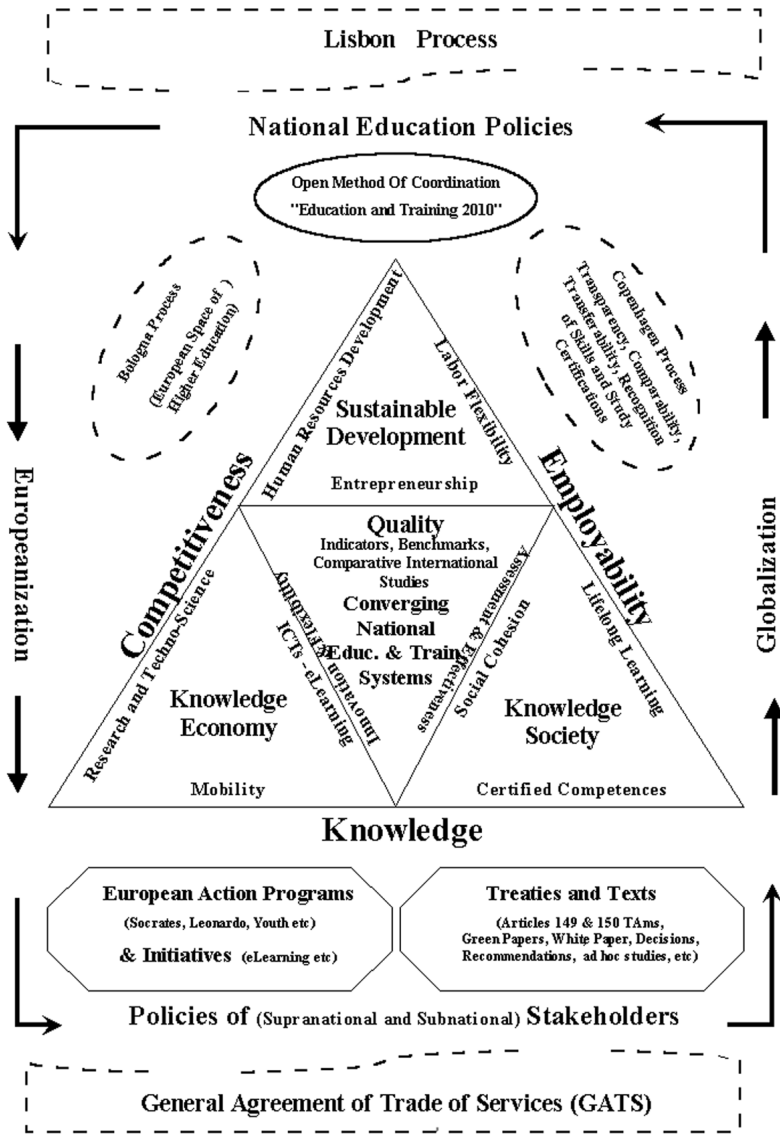 Lisbon Process
National Education Policies
Open Method Of Coordination
"Education and Training 2010"
Bologna Process
(European Space of )
Higher Education)
Copenhagen Process
Transparency, Comparability,
Transferability, Recognition
of Skills and Study
Certifications
Human Resources Development
Labor Flexibility
Sustainable
Development
Entrepreneurship
Competitiveness
Employability
Europeanization
Globalization
Quality
Indicators, Benchmarks,
Comparative International
Studies
Converging
National
Educ. & Train
Systems
Innovation & Flexibility
ICTs - eLearning
Assessment & Effectiveness
Social Cohesion
Research and Techno-Science
Lifelong Learning
Knowledge
Economy
Knowledge
Society
Mobility
Certified Competences
Knowledge
European Action Programs
(Socrates, Leonardo, Youth etc)
& Initiatives (eLearning etc)
Treaties and Texts
(Articles 149 & 150 TAms,
Green Papers, White Paper, Decisions,
Recommendations, ad hoc studies, etc)
Policies of (Supranational and Subnational) Stakeholders
General Agreement of Trade of Services (GATS)